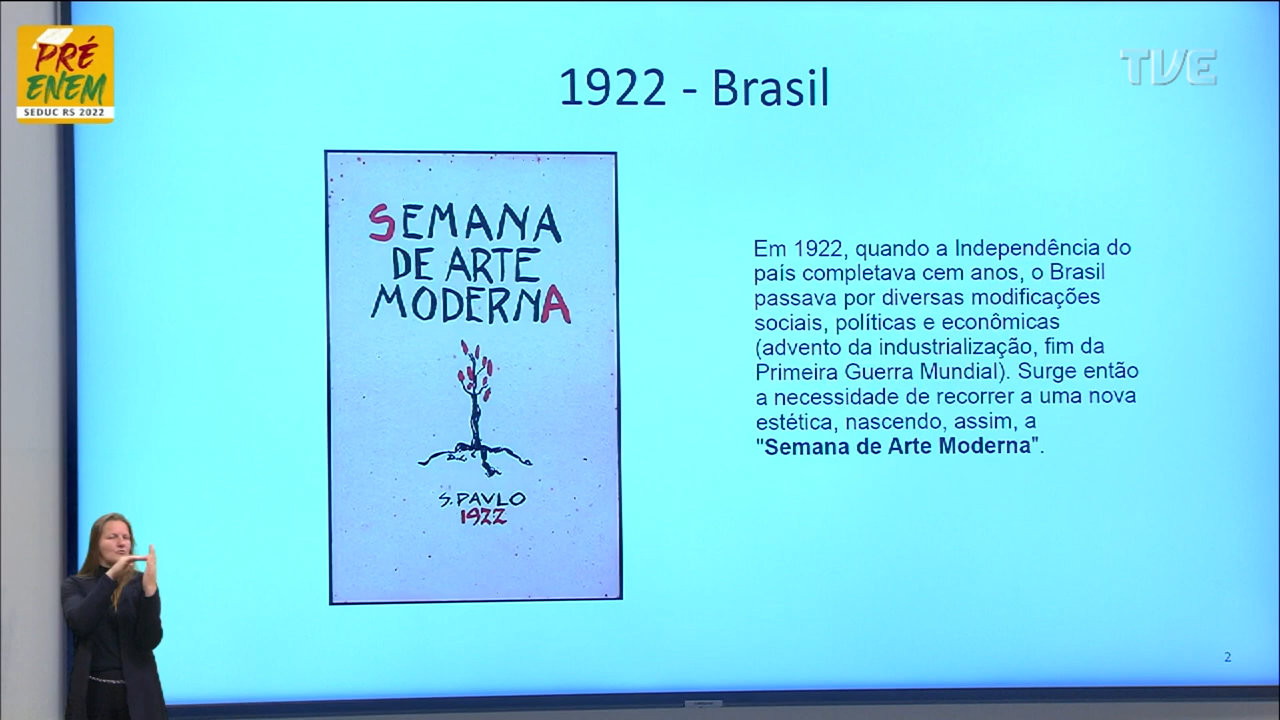 PRÉ
ENEM
SEDUC RS 2022
TVE
1922 - Brasil
SEMANA
DE ARTE
MODERNA
S. PAVLO
1922
Em 1922, quando a Independência do
país completava cem anos, o Brasil
passava por diversas modificações
sociais, políticas e econômicas
(advento da industrialização, fim da
Primeira Guerra Mundial). Surge então
a necessidade de recorrer a uma nova
estética, nascendo, assim, a
"Semana de Arte Moderna".
2